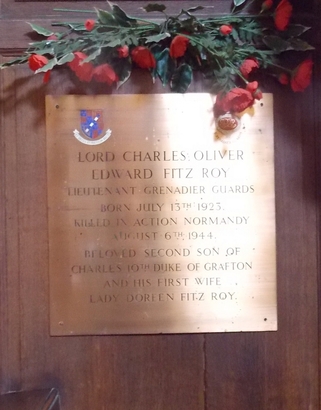 LORD CHARLES OLIVER
EDWARD FITZ ROY
LIEUTENANT GRENADIER GUARDS
BORN JULY 13TH 1923.
KILLED IN ACTION NORMANDY
AUGUST 6TH 1944.
BELOVED SECOND SON OF
CHARLES 10TH DUKE OF GRAFTON
AND HIS FIRST WIFE
LADY DOREEN FITZ ROY.